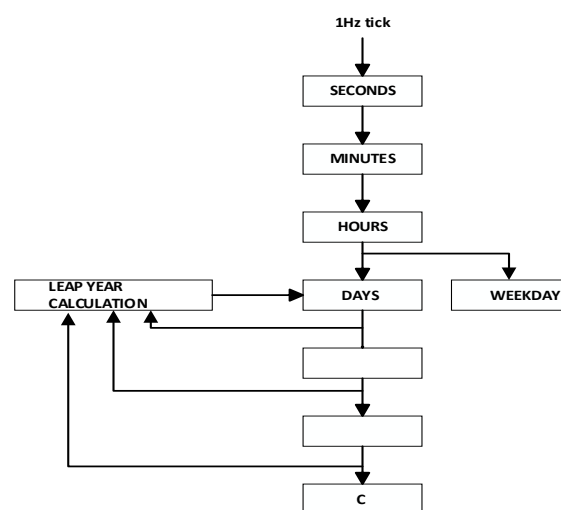 1Hz tick
SECONDS
MINUTES
HOURS
LEAP YEAR
CALCULATION
DAYS
WEEKDAY
C